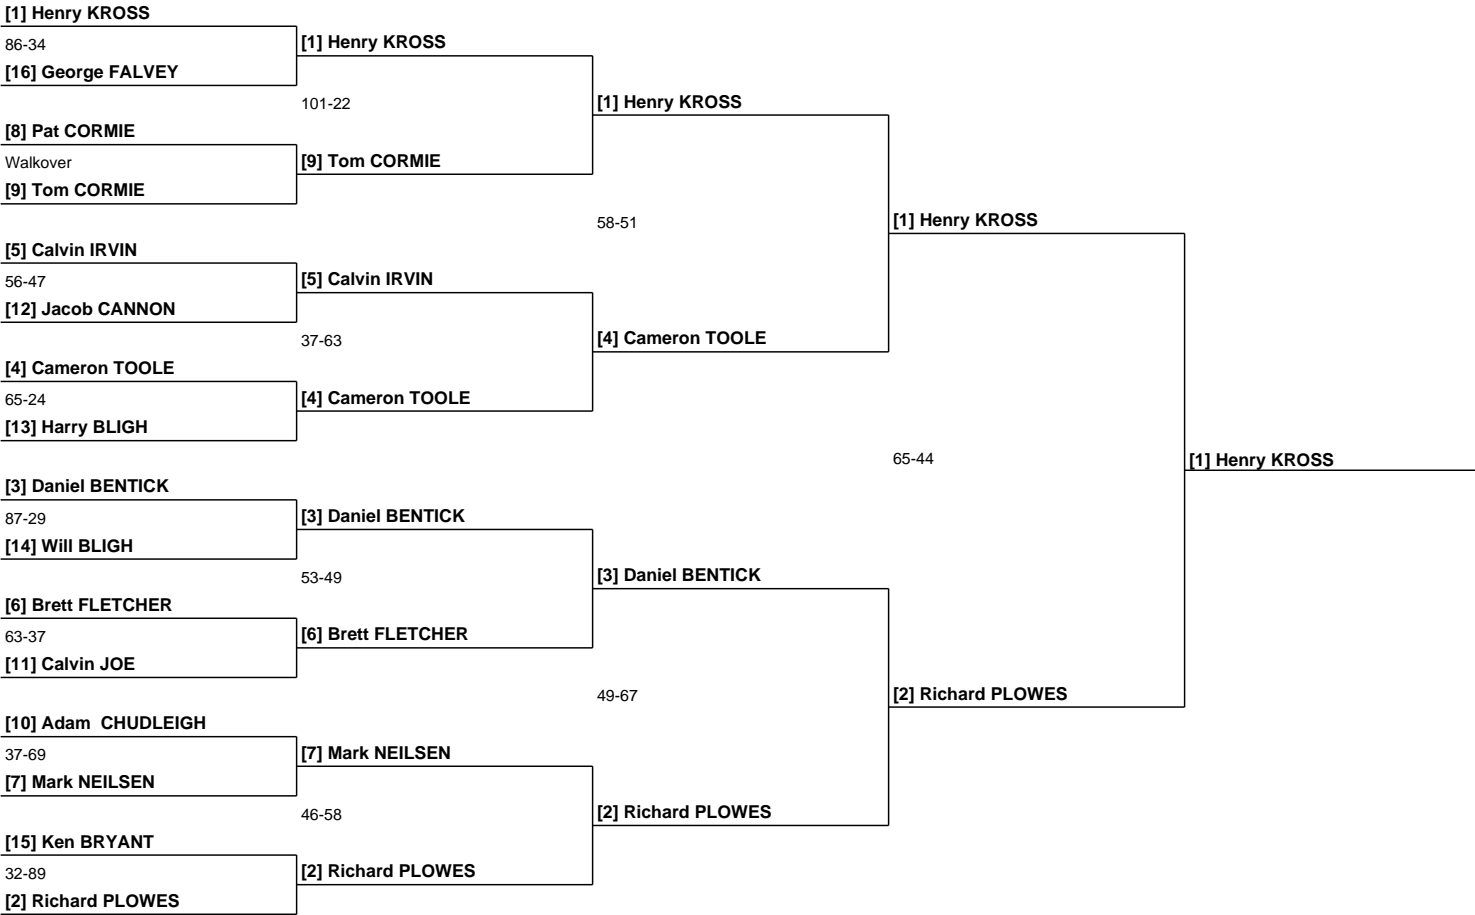 [1] Henry KROSS
86-34
[16] George FALVEY
[8] Pat CORMIE
Walkover
[9] Tom CORMIE
[5] Calvin IRVIN
56-47
[12] Jacob CANNON
[4] Cameron TOOLE
65-24
[13] Harry BLIGH
[3] Daniel BENTICK
87-29
[14] Will BLIGH
[6] Brett FLETCHER
63-37
[11] Calvin JOE
[10] Adam  CHUDLEIGH
37-69
[7] Mark NEILSEN
[15] Ken BRYANT
32-89
[2] Richard PLOWES
[1] Henry KROSS
101-22
[9] Tom CORMIE
[5] Calvin IRVIN
37-63
[4] Cameron TOOLE
[3] Daniel BENTICK
53-49
[6] Brett FLETCHER
[7] Mark NEILSEN
46-58
[2] Richard PLOWES
[1] Henry KROSS
58-51
[4] Cameron TOOLE
[3] Daniel BENTICK
49-67
[2] Richard PLOWES
[1] Henry KROSS
65-44
[2] Richard PLOWES
[1] Henry KROSS